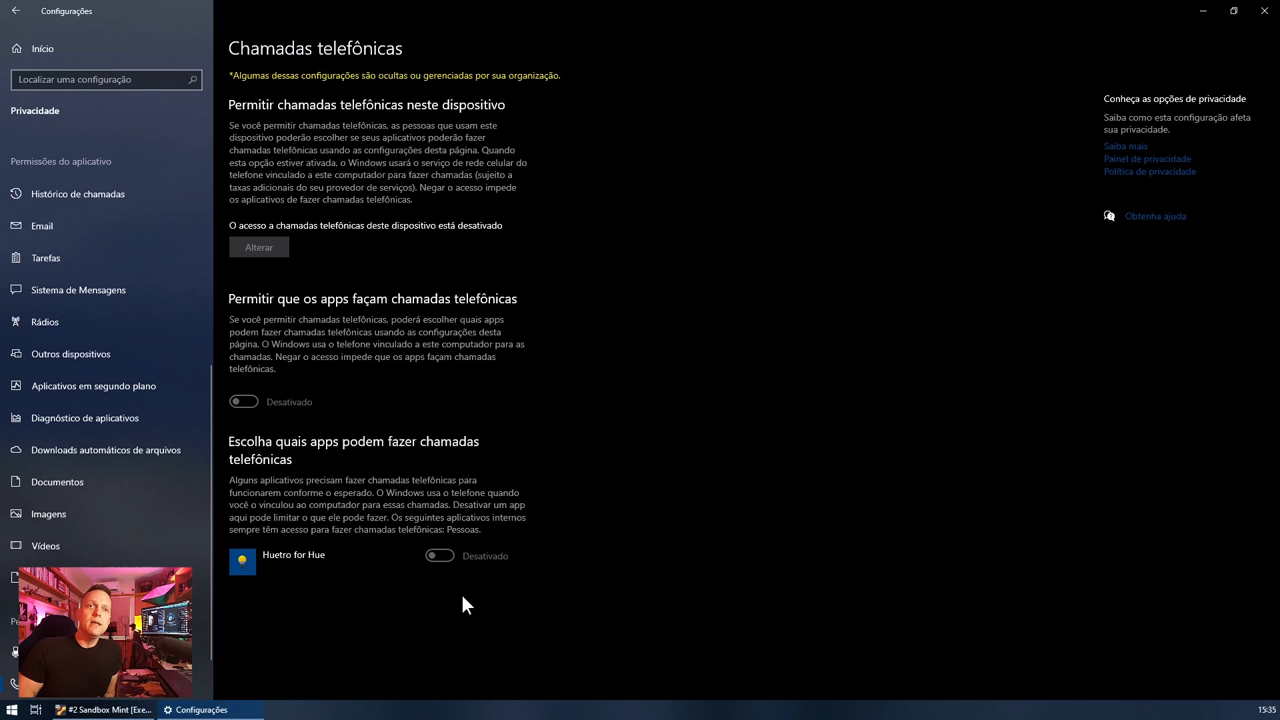 Configurações
Início
Localizar uma configuração
Privacidade
Permissões do aplicativo
Histórico de chamadas
Email
Tarefas
Sistema de Mensagens
Rádios
Outros dispositivos
Aplicativos em segundo plano
Diagnóstico de aplicativos
Downloads automáticos de arquivos
Documentos
Imagens
Vídeos
Chamadas telefônicas
*Algumas dessas configurações são ocultas ou gerenciadas por sua organização.
Permitir chamadas telefônicas neste dispositivo
Se você permitir chamadas telefônicas, as pessoas que usam este
dispositivo poderão escolher se seus aplicativos poderão fazer
chamadas telefônicas usando as configurações desta página. Quando
esta opção estiver ativada, o Windows usará o serviço de rede celular do
telefone vinculado a este computador para fazer chamadas (sujeito a
taxas adicionais do seu provedor de serviços). Negar o acesso impede
os aplicativos de fazer chamadas telefônicas.
O acesso a chamadas telefônicas deste dispositivo está desativado
Alterar
Permitir que os apps façam chamadas telefônicas
Se você permitir chamadas telefônicas, poderá escolher quais apps
podem fazer chamadas telefônicas usando as configurações desta
página. O Windows usa o telefone vinculado a este computador para as
chamadas. Negar o acesso impede que os apps façam chamadas
telefônicas.
Desativado
Escolha quais apps podem fazer chamadas
telefônicas
Alguns aplicativos precisam fazer chamadas telefônicas para
funcionarem conforme o esperado. O Windows usa o telefone quando
você o vinculou ao computador para essas chamadas. Desativar um app
aqui pode limitar o que ele pode fazer. Os seguintes aplicativos internos
sempre têm acesso para fazer chamadas telefônicas: Pessoas.
Huetro for Hue
Desativado
Conheça as opções de privacidade
Saiba como esta configuração afeta
sua privacidade.
Saiba mais
Painel de privacidade
Política de privacidade
Obtenha ajuda
#2 Sandbox Mint [Exe...
Configurações
15:35